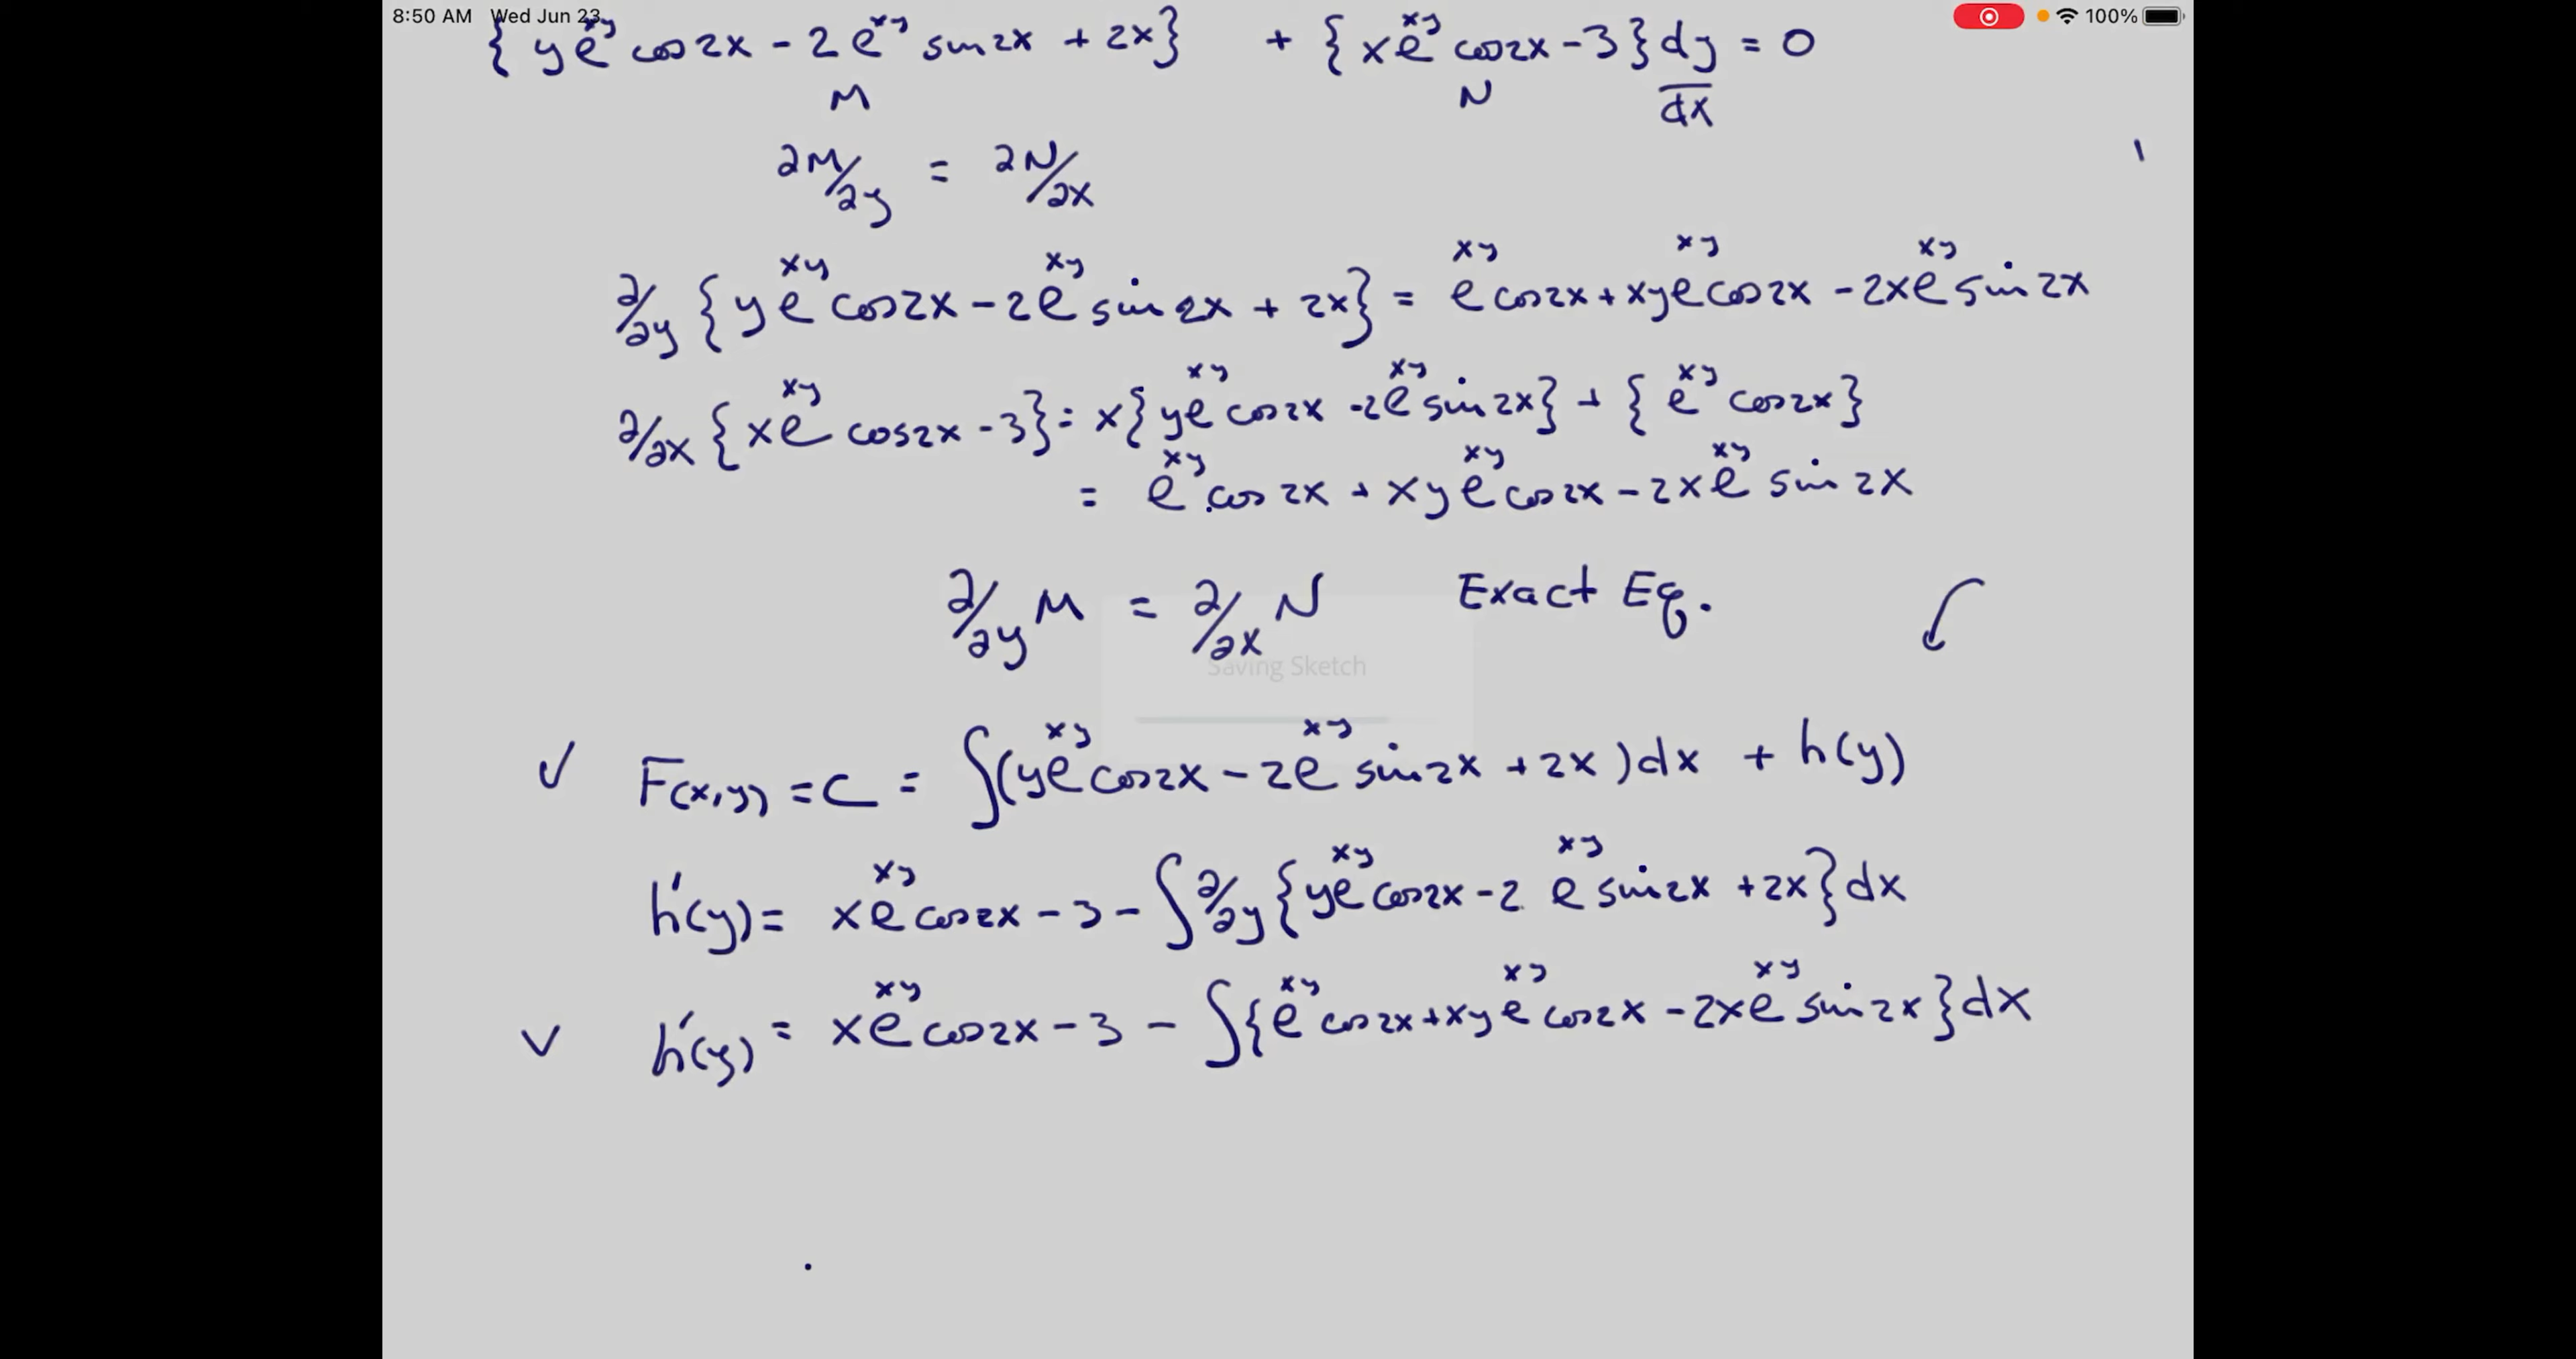 8:50 AM Wed Jun 23 100%
{ye^xy cos2x - 2e^xy sin2x + 2x} + {xe^xy cos2x - 3} dy/dx = 0
M N
∂M/∂y = ∂N/∂x
∂/∂y {ye^xy cos2x - 2e^xy sin2x + 2x} = e^xy cos2x + xye^xy cos2x - 2xe^xy sin2x
∂/∂x {xe^xy cos2x - 3} = x{ye^xy cos2x - 2e^xy sin2x} + {e^xy cos2x}
= e^xy cos2x + xye^xy cos2x - 2xe^xy sin2x
∂/∂y M = ∂/∂x N Exact Eq.
Saving Sketch
✓ F(x,y) = C = ∫(ye^xy cos2x - 2e^xy sin2x + 2x)dx + h(y)
h'(y) = xe^xy cos2x - 3 - ∫∂/∂y {ye^xy cos2x - 2e^xy sin2x + 2x}dx
✓ h'(y) = xe^xy cos2x - 3 - ∫{e^xy cos2x + xye^xy cos2x - 2xe^xy sin2x}dx